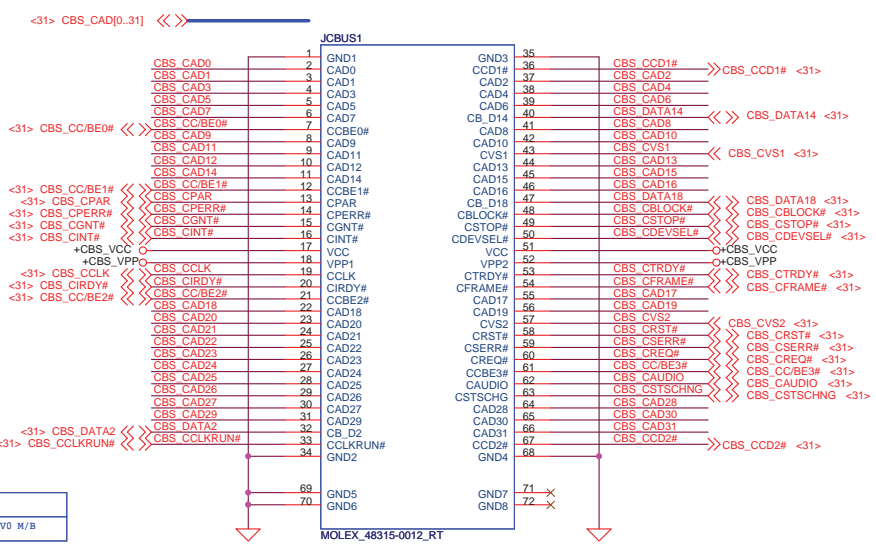 <31> CBS_CAD[0..31]
JCBUS1
1 GND1 GND3 35
CBS_CAD0 2 CAD0 CCD1# 36 CBS_CCD1# CBS_CCD1# <31>
CBS_CAD1 3 CAD1 CAD2 37 CBS_CAD2
CBS_CAD3 4 CAD3 CAD4 38 CBS_CAD4
CBS_CAD5 5 CAD5 CAD6 39 CBS_CAD6
CBS_CAD7 6 CAD7 CB_D14 40 CBS_DATA14 CBS_DATA14 <31>
<31> CBS_CC/BE0# CBS_CC/BE0# 7 CCBE0# CAD8 41 CBS_CAD8
CBS_CAD9 8 CAD9 CAD10 42 CBS_CAD10
CBS_CAD11 9 CAD11 CVS1 43 CBS_CVS1 CBS_CVS1 <31>
CBS_CAD12 10 CAD12 CAD13 44 CBS_CAD13
CBS_CAD14 11 CAD14 CAD15 45 CBS_CAD15
<31> CBS_CC/BE1# CBS_CC/BE1# 12 CCBE1# CAD16 46 CBS_CAD16
<31> CBS_CPAR CBS_CPAR 13 CPAR CB_D18 47 CBS_DATA18 CBS_DATA18 <31>
<31> CBS_CPERR# CBS_CPERR# 14 CPERR# CBLOCK# 48 CBS_CBLOCK# CBS_CBLOCK# <31>
<31> CBS_CGNT# CBS_CGNT# 15 CGNT# CSTOP# 49 CBS_CSTOP# CBS_CSTOP# <31>
<31> CBS_CINT# CBS_CINT# 16 CINT# CDEVSEL# 50 CBS_CDEVSEL# CBS_CDEVSEL# <31>
+CBS_VCC 17 VCC VCC 51 +CBS_VCC
+CBS_VPP 18 VPP1 VPP2 52 +CBS_VPP
<31> CBS_CCLK CBS_CCLK 19 CCLK CTRDY# 53 CBS_CTRDY# CBS_CTRDY# <31>
<31> CBS_CIRDY# CBS_CIRDY# 20 CIRDY# CFRAME# 54 CBS_CFRAME# CBS_CFRAME# <31>
<31> CBS_CC/BE2# CBS_CC/BE2# 21 CCBE2# CAD17 55 CBS_CAD17
CBS_CAD18 22 CAD18 CAD19 56 CBS_CAD19
CBS_CAD20 23 CAD20 CVS2 57 CBS_CVS2 CBS_CVS2 <31>
CBS_CAD21 24 CAD21 CRST# 58 CBS_CRST# CBS_CRST# <31>
CBS_CAD22 25 CAD22 CSERR# 59 CBS_CSERR# CBS_CSERR# <31>
CBS_CAD23 26 CAD23 CREQ# 60 CBS_CREQ# CBS_CREQ# <31>
CBS_CAD24 27 CAD24 CCBE3# 61 CBS_CC/BE3# CBS_CC/BE3# <31>
CBS_CAD25 28 CAD25 CAUDIO 62 CBS_CAUDIO CBS_CAUDIO <31>
CBS_CAD26 29 CAD26 CSTSCHG 63 CBS_CSTSCHNG CBS_CSTSCHNG <31>
CBS_CAD27 30 CAD27 CAD28 64 CBS_CAD28
CBS_CAD29 31 CAD29 CAD30 65 CBS_CAD30
<31> CBS_DATA2 CBS_DATA2 32 CB_D2 CAD31 66 CBS_CAD31
<31> CBS_CCLKRUN# CBS_CCLKRUN# 33 CCLKRUN# CCD2# 67 CBS_CCD2# CBS_CCD2# <31>
34 GND2 GND4 68
69 GND5 GND7 71
70 GND6 GND8 72
V0 M/B
MOLEX_48315-0012_RT